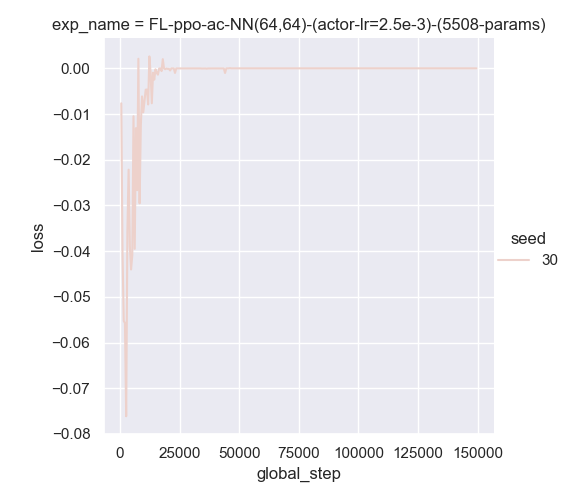 exp_name = FL-ppo-ac-NN(64,64)-(actor-lr=2.5e-3)-(5508-params)
0.00
−0.01
−0.02
−0.03
−0.04
−0.05
−0.06
−0.07
−0.08
loss
0 25000 50000 75000 100000 125000 150000
global_step
seed
30